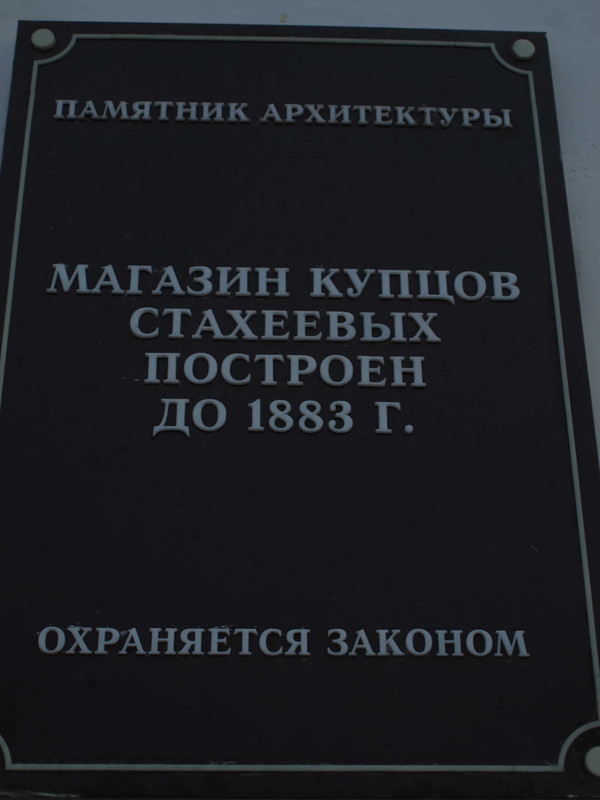 ПАМЯТНИК АРХИТЕКТУРЫ
МАГАЗИН КУПЦОВ
СТАХЕЕВЫХ
ПОСТРОЕН
ДО 1883 Г.
ОХРАНЯЕТСЯ ЗАКОНОМ